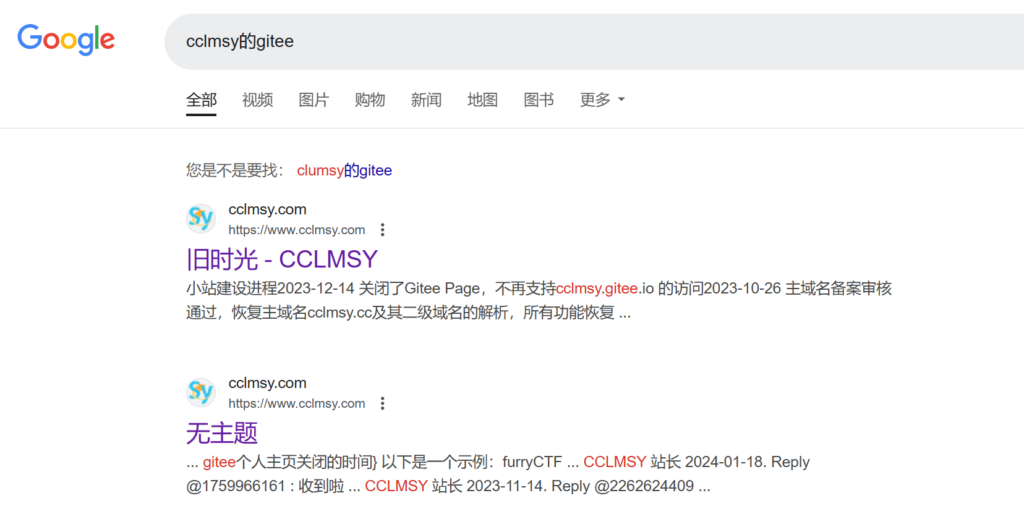 Google
cclmsy的gitee
全部 视频 图片 购物 新闻 地图 图书 更多
您是不是要找： clumsy的gitee
Sy cclmsy.com
https://www.cclmsy.com
旧时光 - CCLMSY
小站建设进程2023-12-14 关闭了Gitee Page，不再支持cclmsy.gitee.io 的访问2023-10-26 主域名备案审核
通过，恢复主域名cclmsy.cc及其二级域名的解析，所有功能恢复 ...
Sy cclmsy.com
https://www.cclmsy.com
无主题
... gitee个人主页关闭的时间} 以下是一个示例：furryCTF ... CCLMSY 站长 2024-01-18. Reply
@1759966161 : 收到啦 ... CCLMSY 站长 2023-11-14. Reply @2262624409 ...